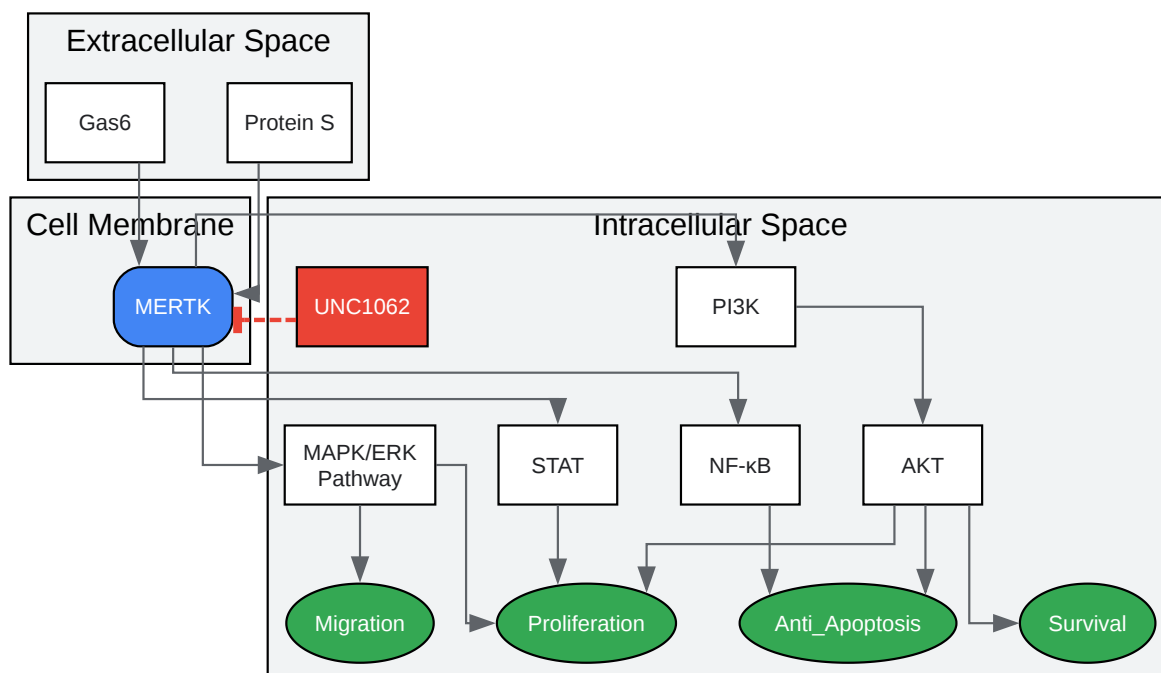 Extracellular Space
Gas6
Protein S
Cell Membrane
Intracellular Space
MERTK
UNC1062
PI3K
MAPK/ERK
Pathway
STAT
NF-κB
AKT
Migration
Proliferation
Anti_Apoptosis
Survival